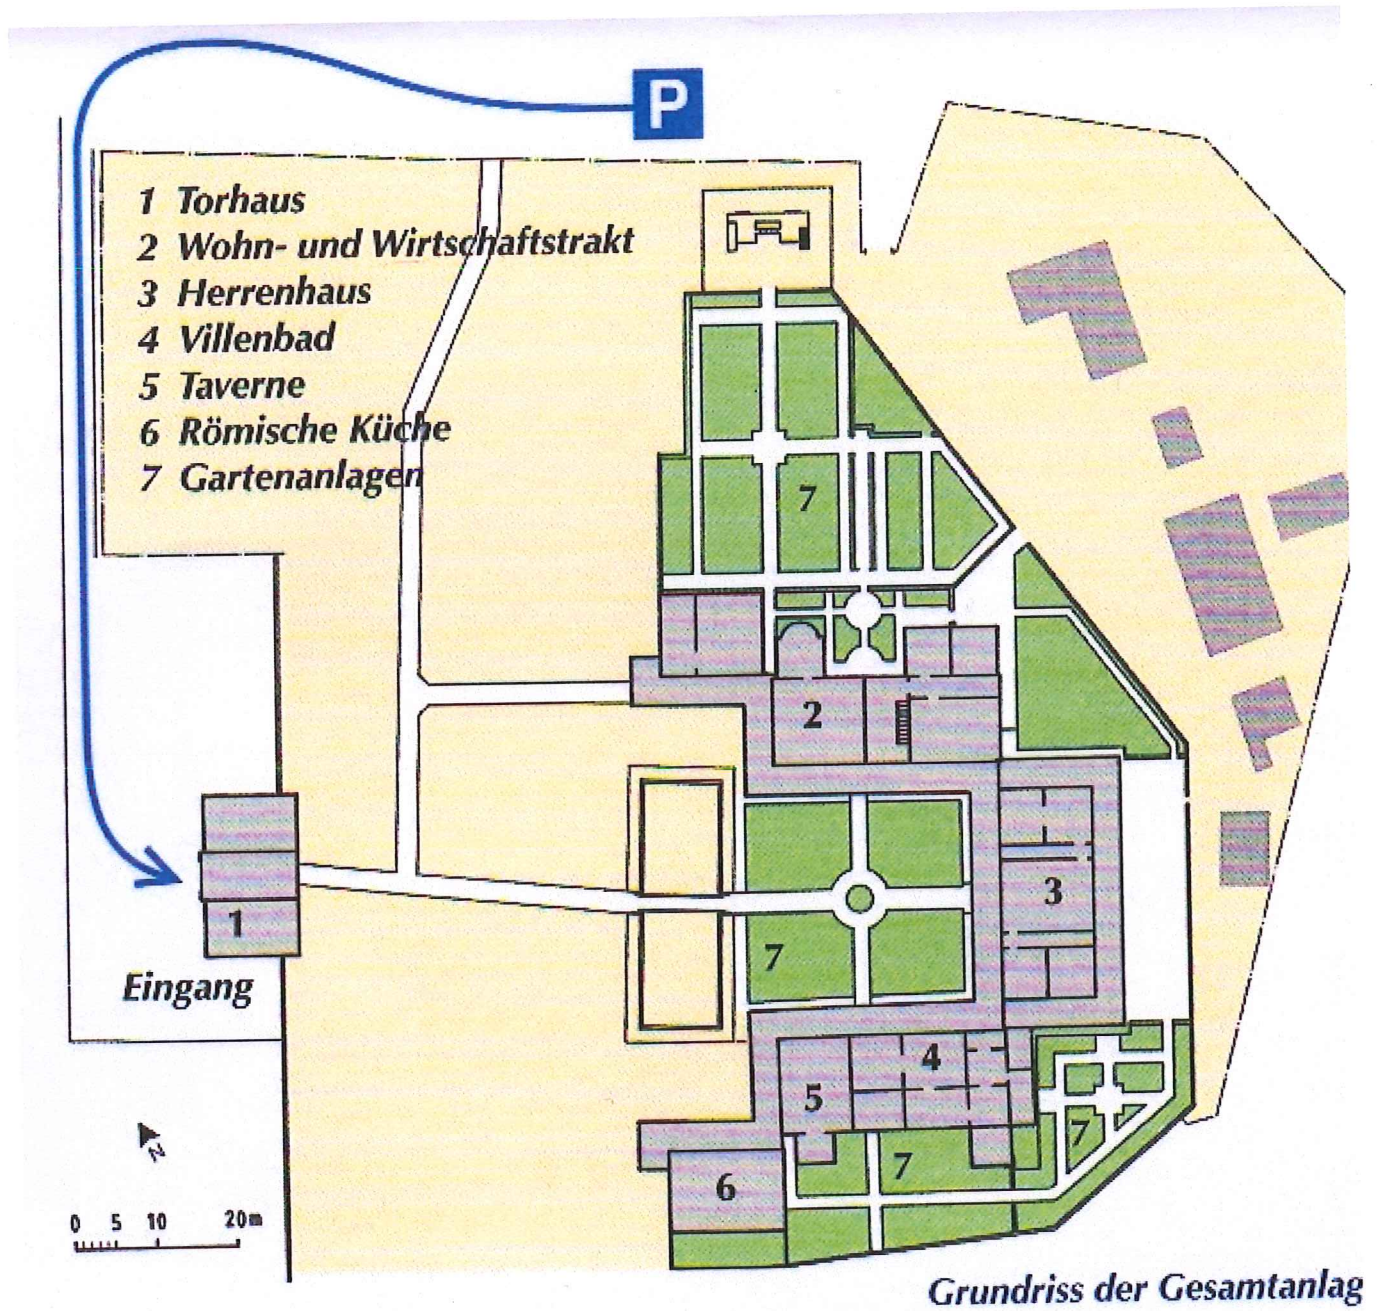 P
1 Torhaus
2 Wohn- und Wirtschaftstrakt
3 Herrenhaus
4 Villenbad
5 Taverne
6 Römische Küche
7 Gartenanlagen
7
2
3
1
7
Eingang
4
5
7
7
6
N
0 5 10 20m
Grundriss der Gesamtanlag